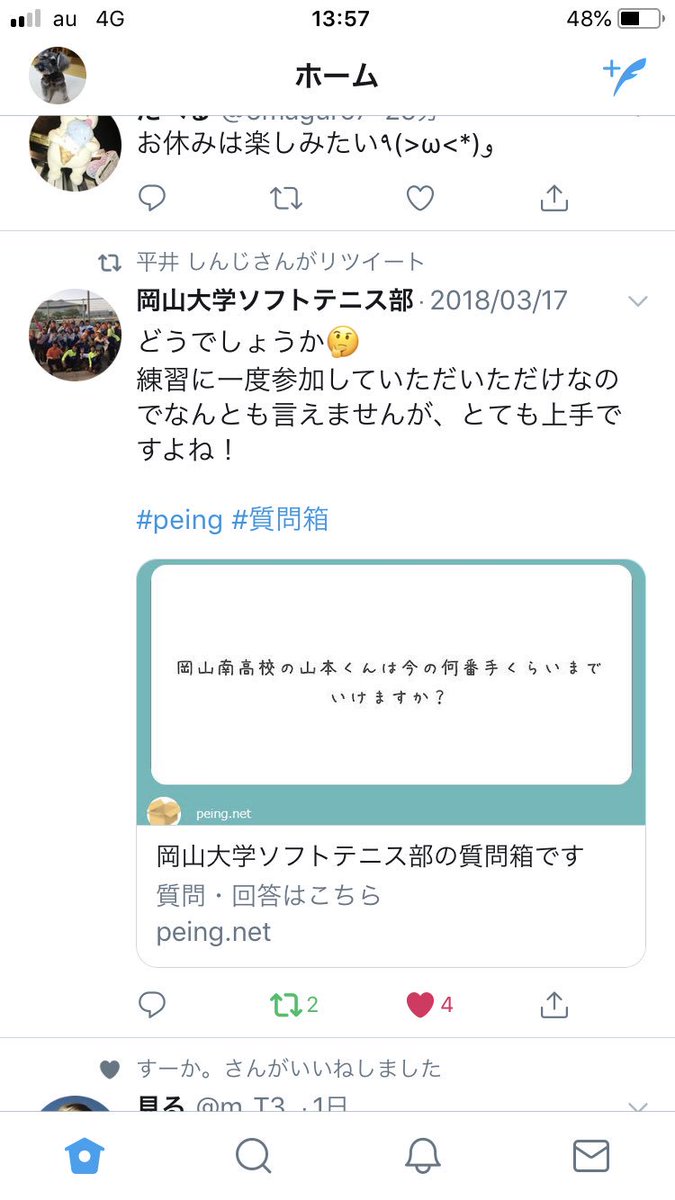 au 4G 13:57 48%
ホーム
お休みは楽しみたい٩(>ω<*)و
平井 しんじさんがリツイート
岡山大学ソフトテニス部 · 2018/03/17
どうでしょうか🤔
練習に一度参加していただいただけなの
でなんとも言えませんが、とても上手で
すよね！
#peing #質問箱
岡山南高校の山本くんは今の何番手くらいまで
いけますか？
peing.net
岡山大学ソフトテニス部の質問箱です
質問・回答はこちら
peing.net
2 4
すーか。さんがいいねしました
見る @m_T3_ · 1日